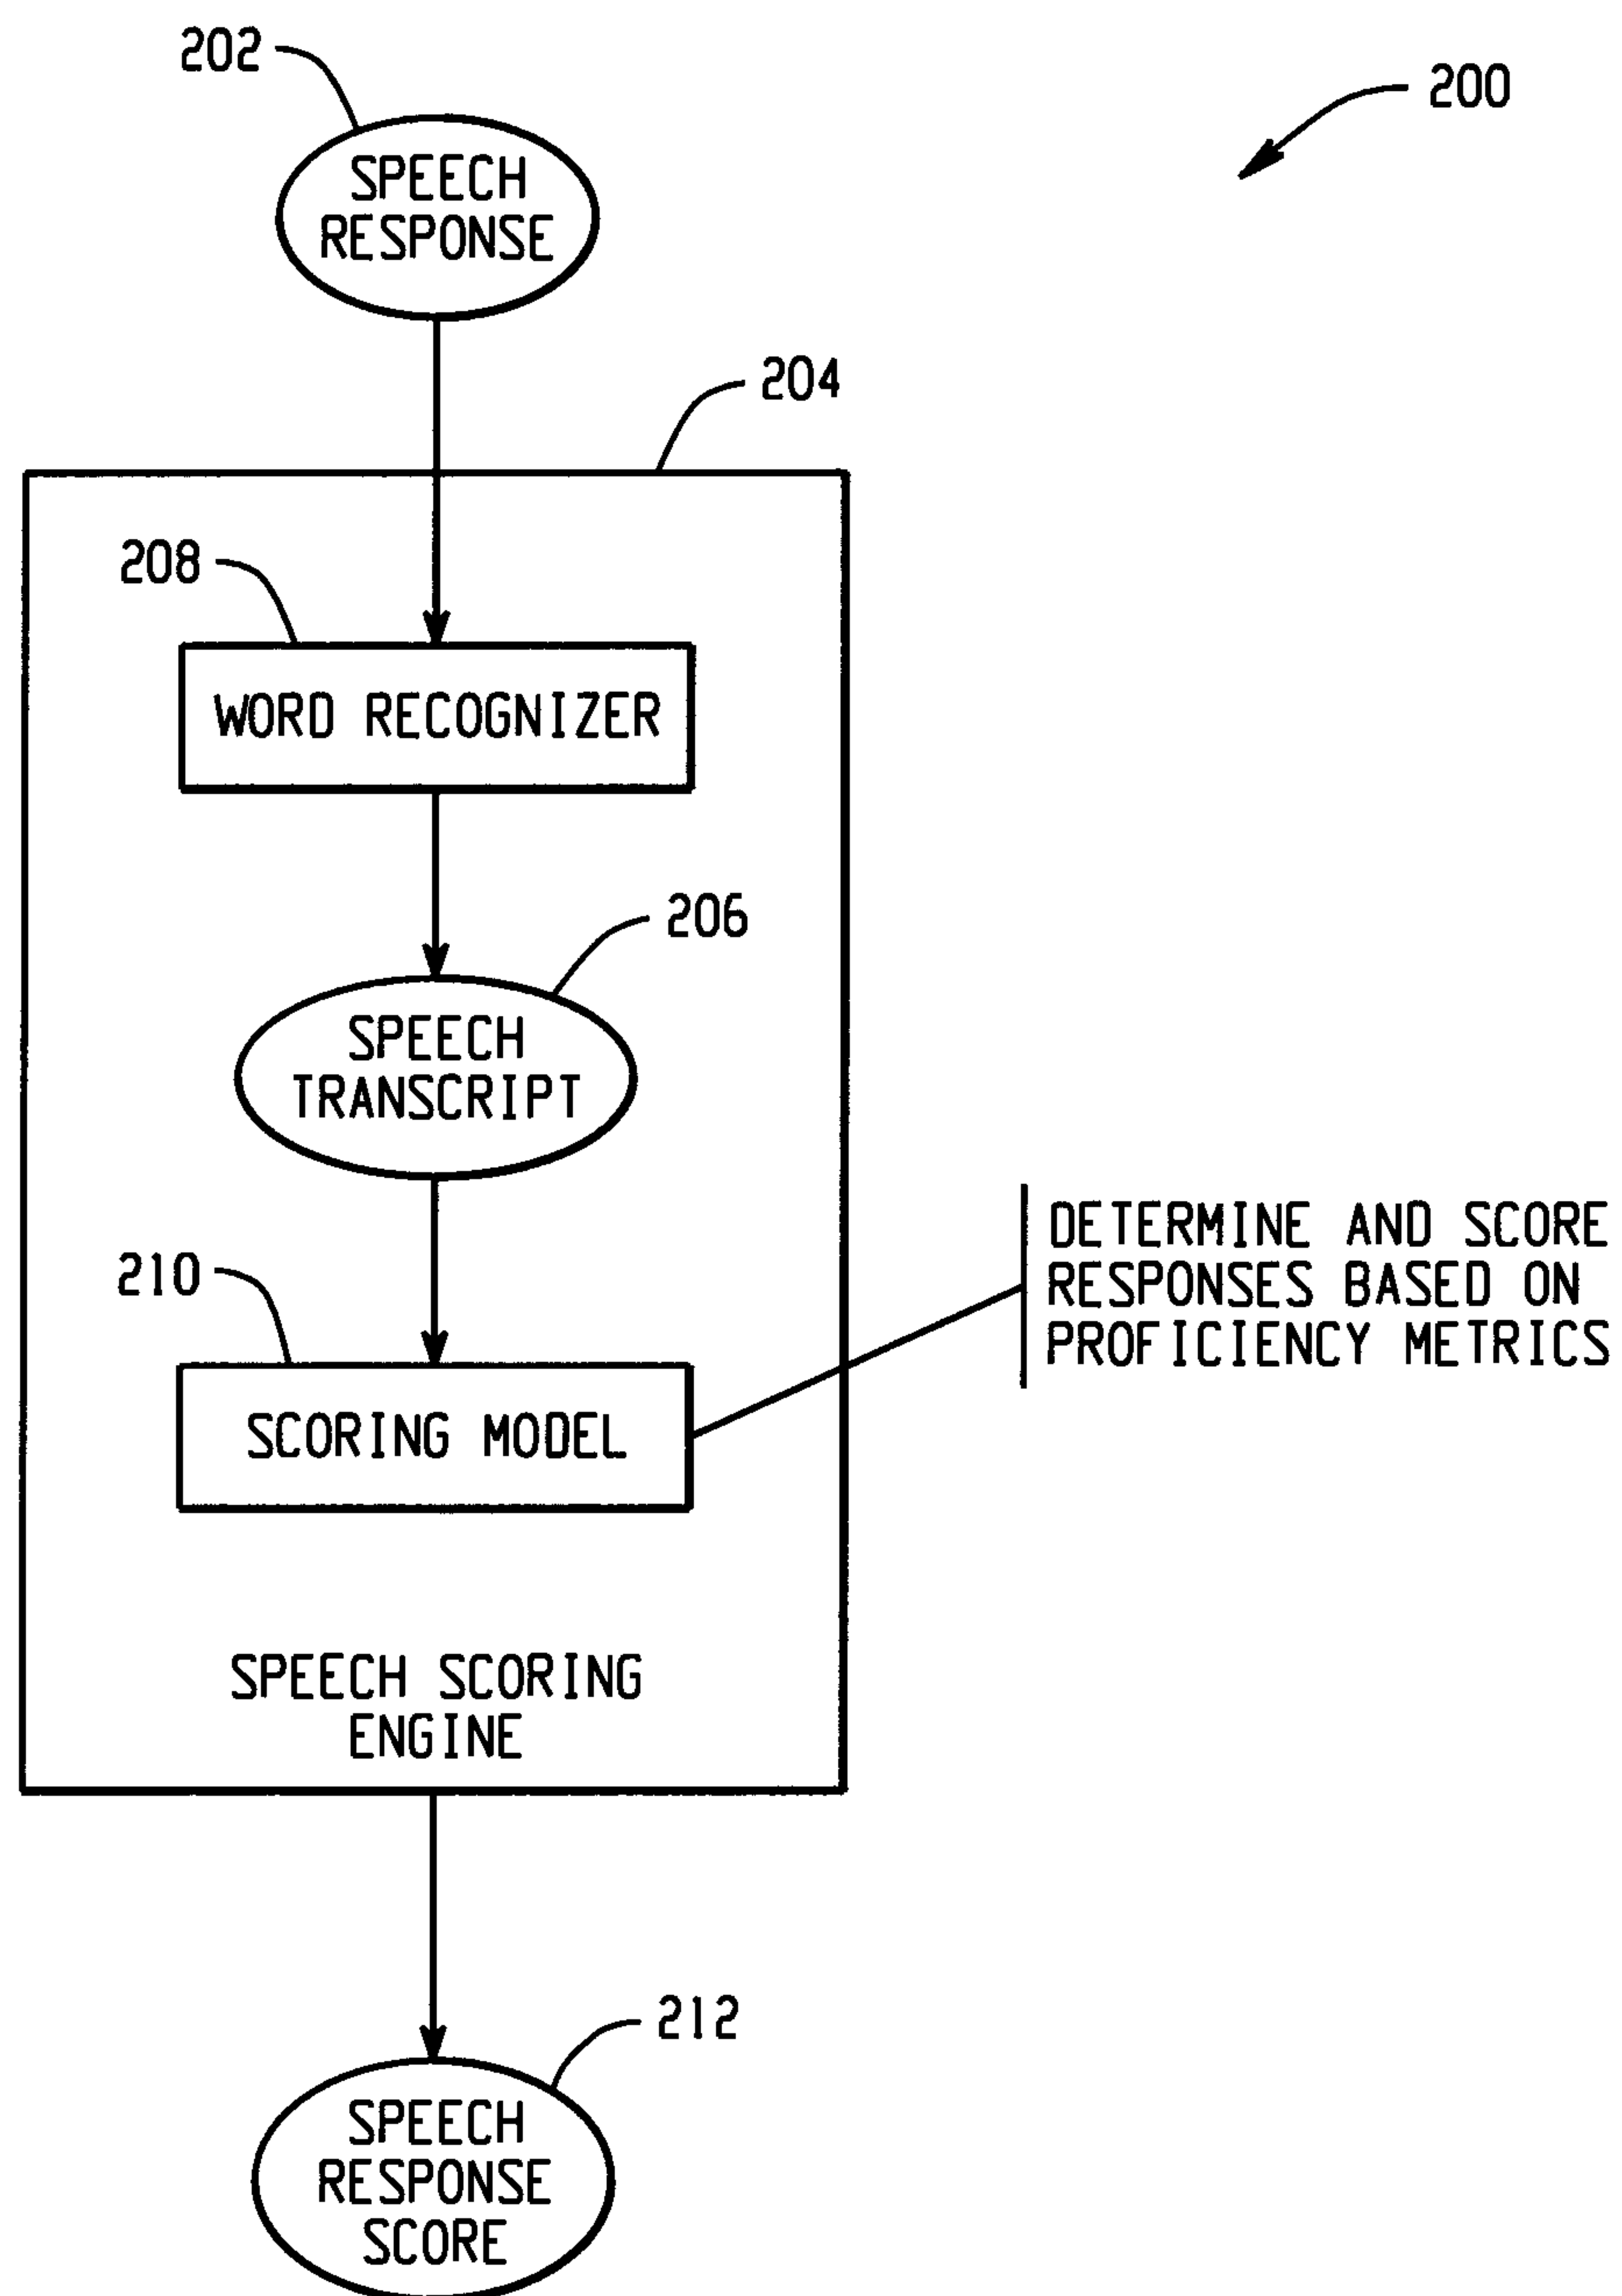 202
200
SPEECH
RESPONSE
204
208
WORD RECOGNIZER
206
SPEECH
TRANSCRIPT
210
DETERMINE AND SCORE
RESPONSES BASED ON
PROFICIENCY METRICS
SCORING MODEL
SPEECH SCORING
ENGINE
212
SPEECH
RESPONSE
SCORE